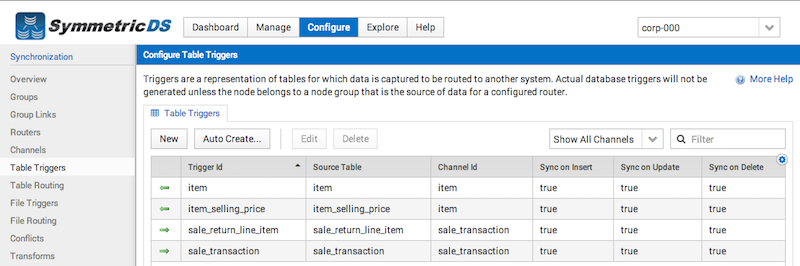 SymmetricDS
Dashboard Manage Configure Explore Help
corp-000
Synchronization
Overview
Groups
Group Links
Routers
Channels
Table Triggers
Table Routing
File Triggers
File Routing
Conflicts
Transforms
Configure Table Triggers
Triggers are a representation of tables for which data is captured to be routed to another system. Actual database triggers will not be
generated unless the node belongs to a node group that is the source of data for a configured router.
More Help
Table Triggers
New Auto Create... Edit Delete Show All Channels Filter
Trigger Id Source Table Channel Id Sync on Insert Sync on Update Sync on Delete
item item item true true true
item_selling_price item_selling_price item true true true
sale_return_line_item sale_return_line_item sale_transaction true true true
sale_transaction sale_transaction sale_transaction true true true